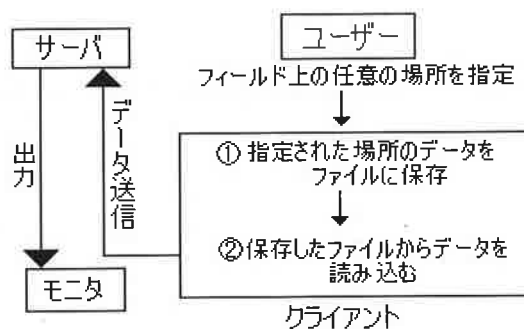 サーバ
ユーザー
フィールド上の任意の場所を指定
出力
データ送信
①指定された場所のデータを
ファイルに保存
②保存したファイルからデータを
読み込む
モニタ
クライアント